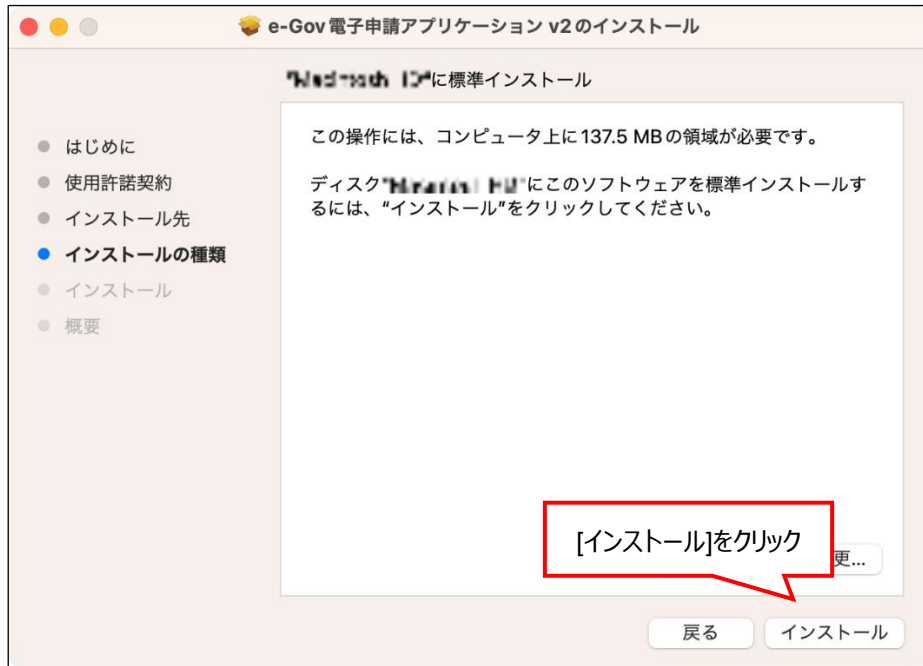 e-Gov電子申請アプリケーション v2のインストール
に標準インストール
はじめに
使用許諾契約
インストール先
インストールの種類
インストール
概要
この操作には、コンピュータ上に137.5 MBの領域が必要です。
ディスク にこのソフトウェアを標準インストールす
るには、“インストール”をクリックしてください。
[インストール]をクリック
更...
戻る
インストール